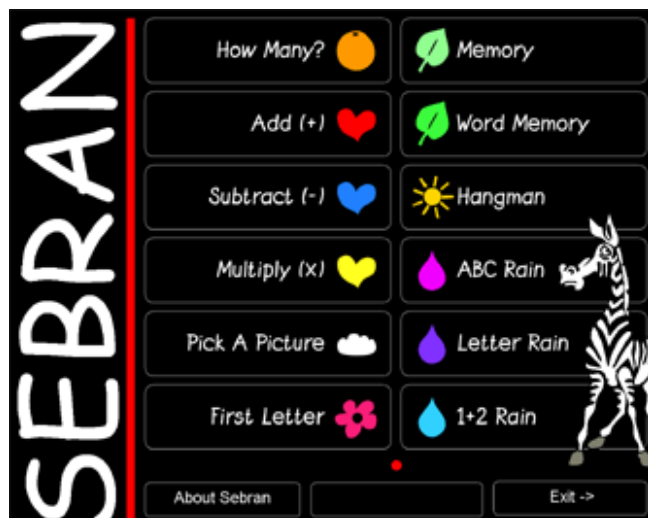 SEBRAN
How Many?
Memory
Add (+)
Word Memory
Subtract (-)
Hangman
Multiply (x)
ABC Rain
Pick A Picture
Letter Rain
First Letter
1+2 Rain
About Sebran
Exit ->